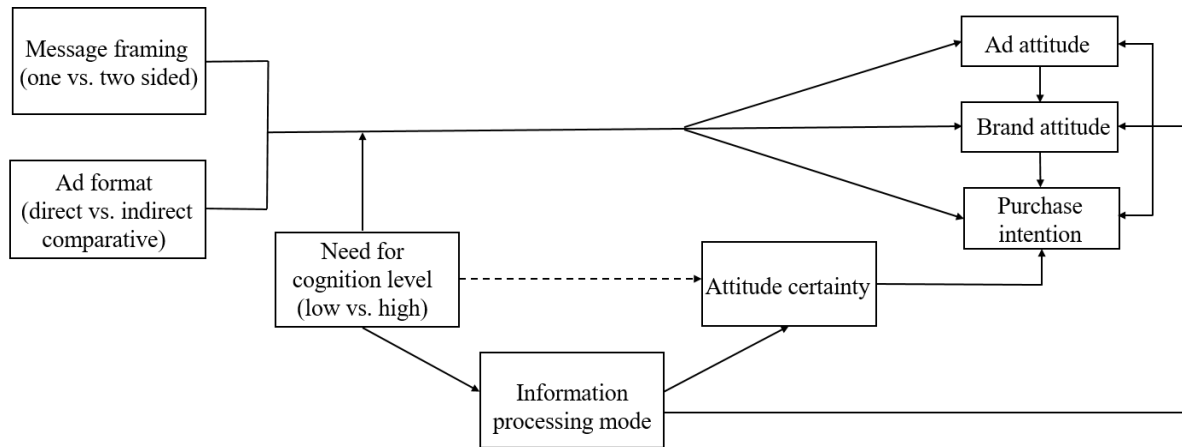 Message framing
(one vs. two sided)
Ad format
(direct vs. indirect
comparative)
Need for
cognition level
(low vs. high)
Information
processing mode
Attitude certainty
Ad attitude
Brand attitude
Purchase
intention